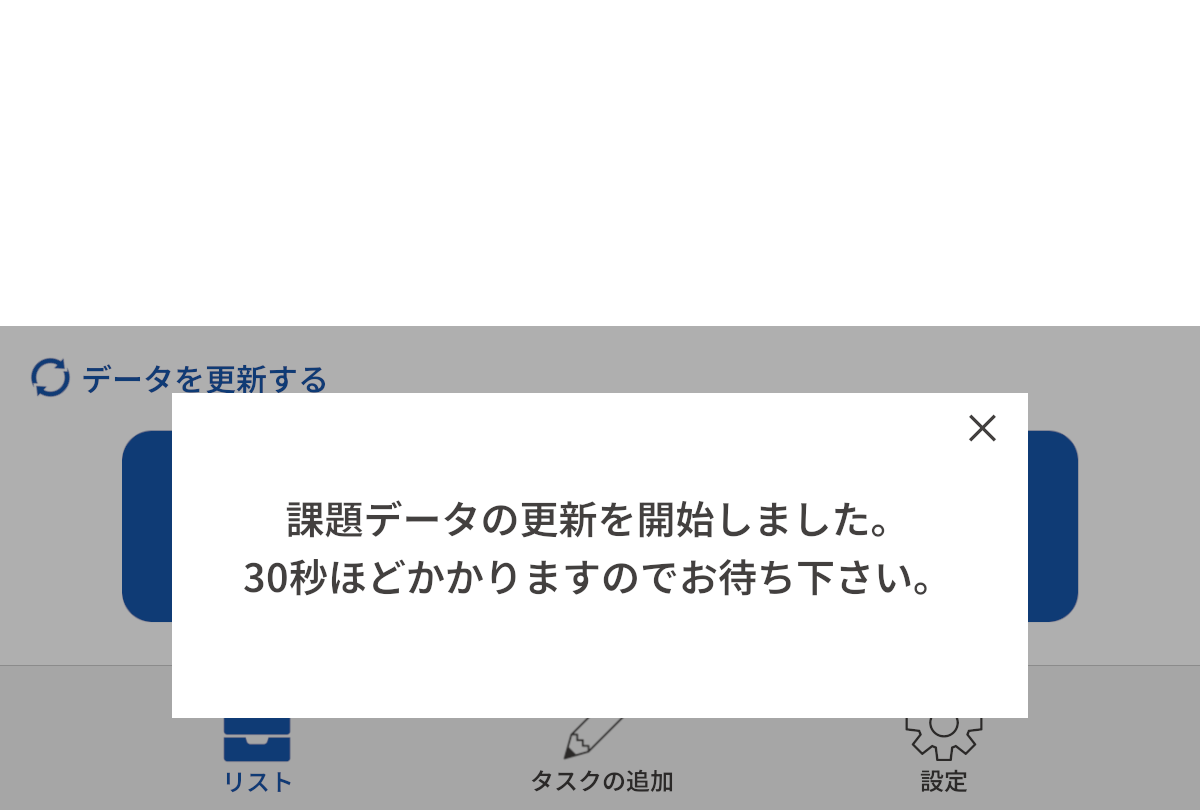 データを更新する
課題データの更新を開始しました。
30秒ほどかかりますのでお待ち下さい。
リスト
タスクの追加
設定